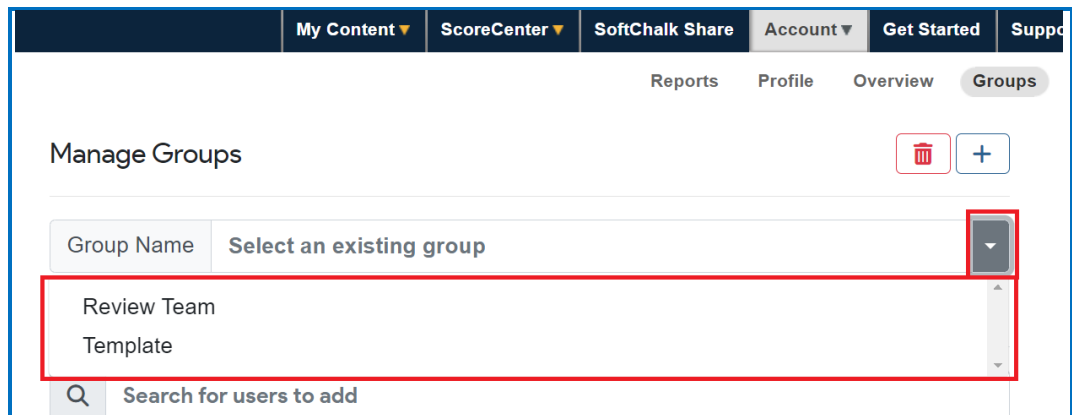 My Content ScoreCenter SoftChalk Share Account Get Started Suppo
Reports Profile Overview Groups
Manage Groups
Group Name Select an existing group
Review Team
Template
Search for users to add